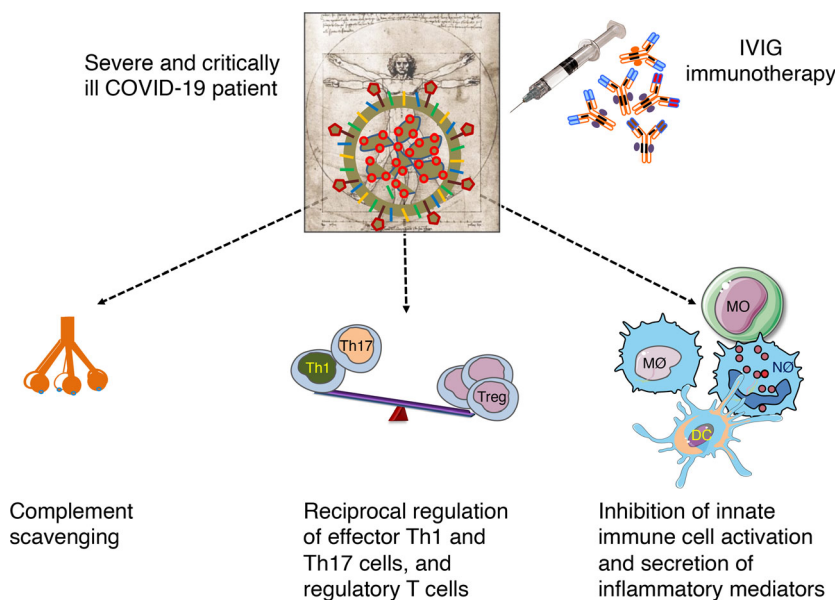 Severe and critically
ill COVID-19 patient
IVIG
immunotherapy
MO
MØ
NØ
DC
Th17
Th1
Treg
Complement
scavenging
Reciprocal regulation
of effector Th1 and
Th17 cells, and
regulatory T cells
Inhibition of innate
immune cell activation
and secretion of
inflammatory mediators